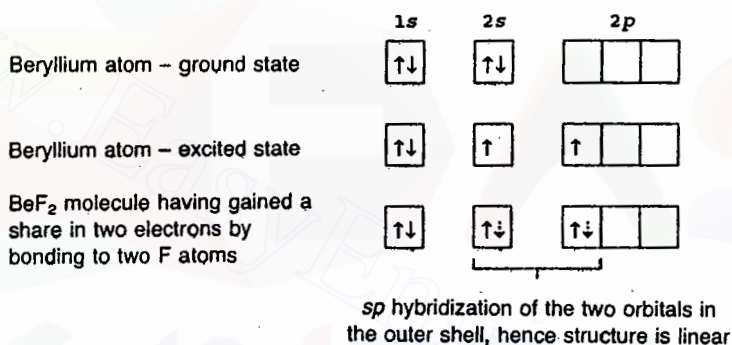 1s 2s 2p
Beryllium atom – ground state ↑↓ ↑↓
Beryllium atom – excited state ↑↓ ↑ ↑
BeF₂ molecule having gained a
share in two electrons by ↑↓ ↑⇣ ↑⇣
bonding to two F atoms
sp hybridization of the two orbitals in
the outer shell, hence structure is linear